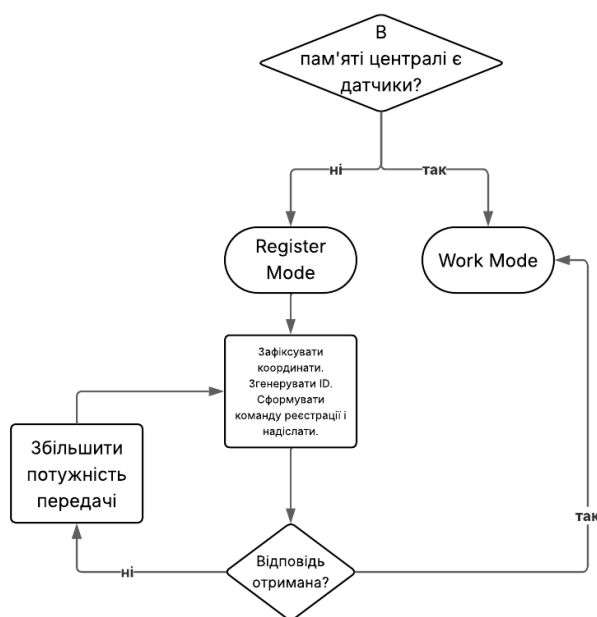 В
пам'яті централі є
датчики?
ні
так
Register
Mode
Work Mode
Зафіксувати
координати.
Згенерувати ID.
Сформувати
команду реєстрації і
надіслати.
Збільшити
потужність
передачі
так
Відповідь
отримана?
ні